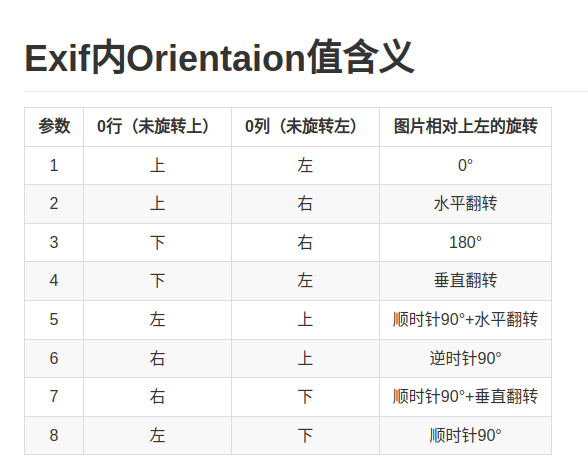 Exif内Orientaion值含义
参数 0行（未旋转上） 0列（未旋转左） 图片相对上左的旋转
1 上 左 0°
2 上 右 水平翻转
3 下 右 180°
4 下 左 垂直翻转
5 左 上 顺时针90°+水平翻转
6 右 上 逆时针90°
7 右 下 顺时针90°+垂直翻转
8 左 下 顺时针90°